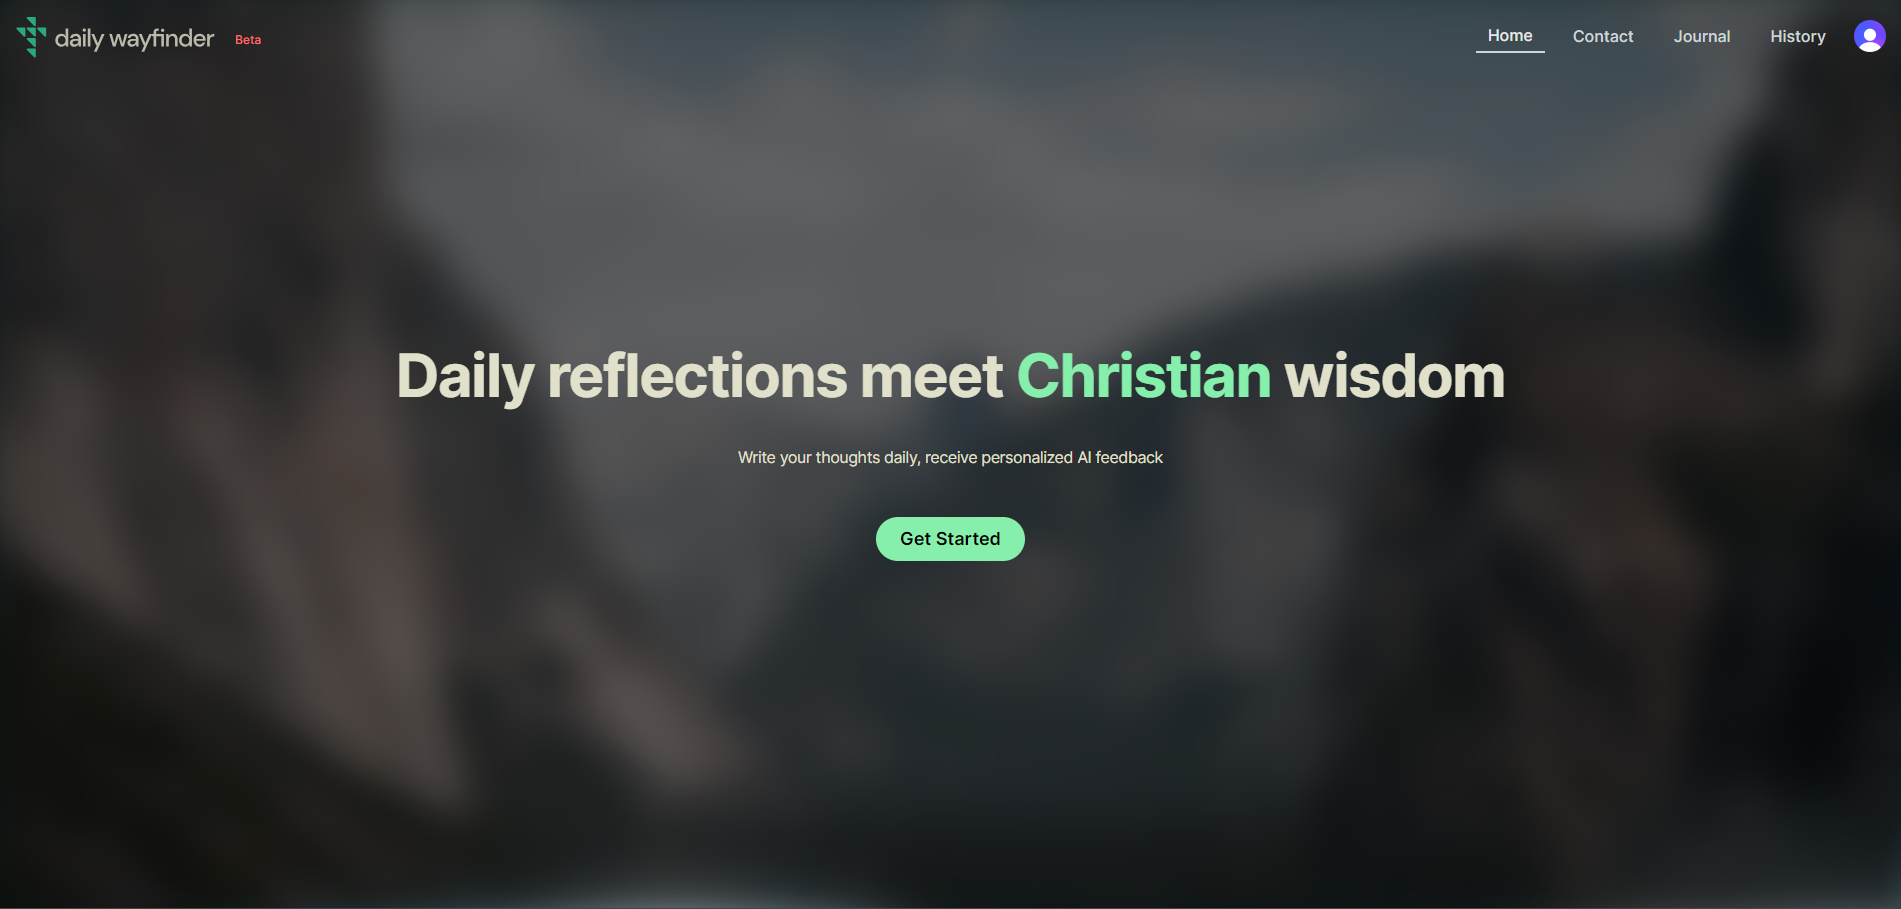 daily wayfinder Beta Home Contact Journal History
Daily reflections meet Christian wisdom
Write your thoughts daily, receive personalized AI feedback
Get Started